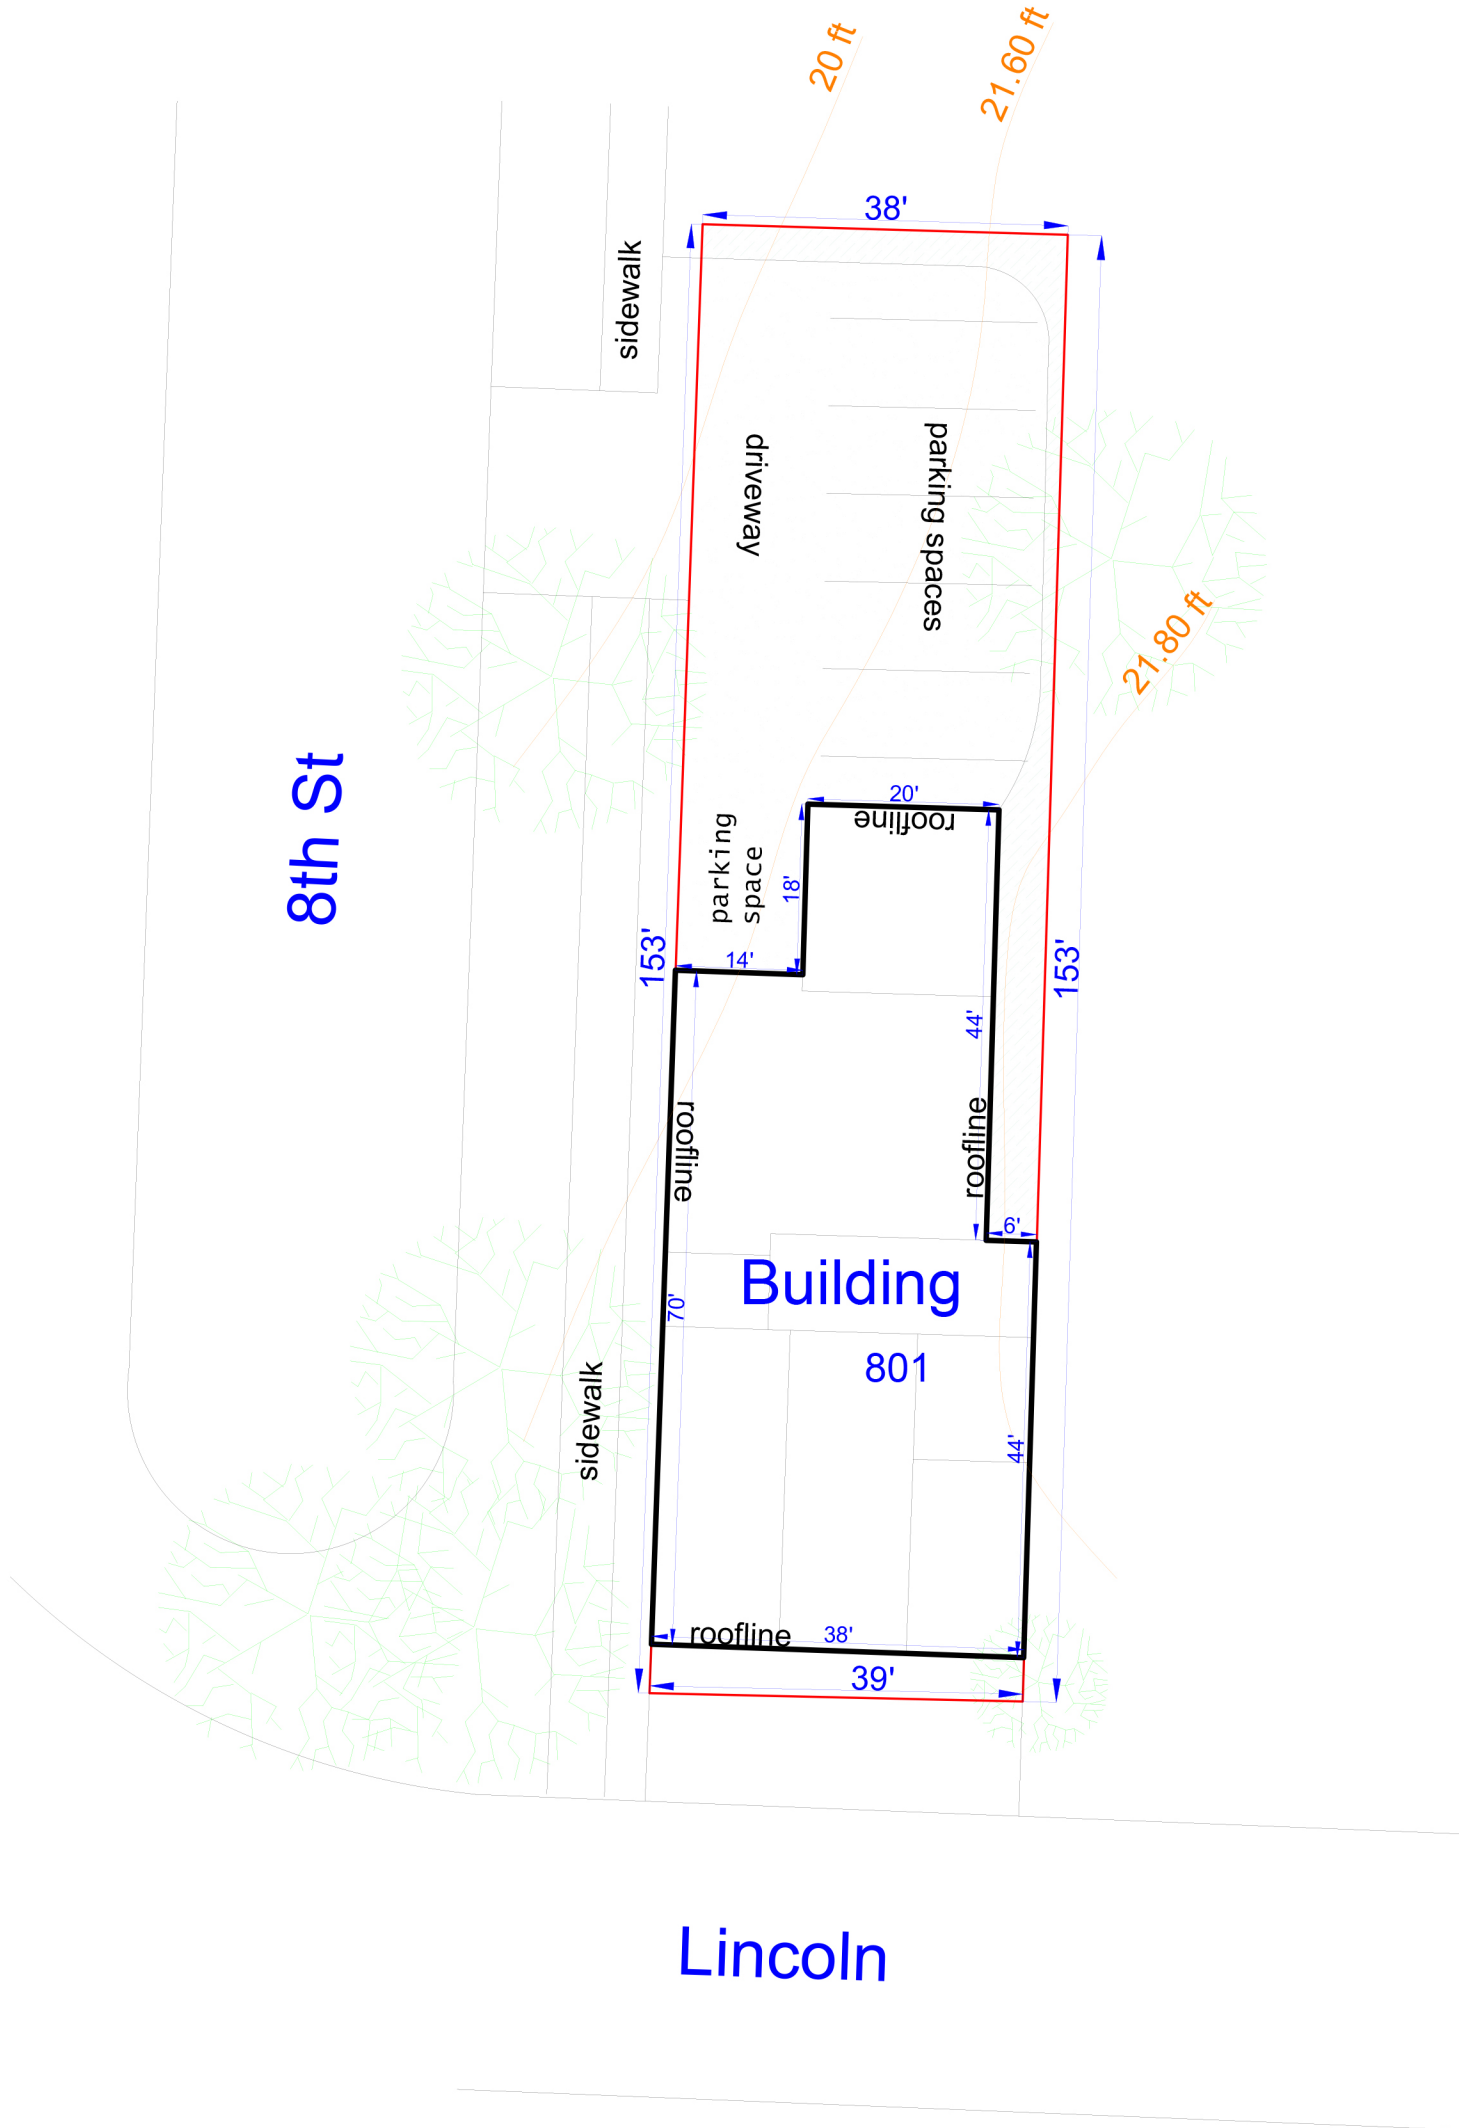 20 ft
21.60 ft
38'
sidewalk
driveway
parking spaces
21.80 ft
8th St
20'
roofline
parking
space
18'
153'
14'
153'
44'
roofline
roofline
6'
Building
70'
801
sidewalk
44'
roofline
38'
39'
Lincoln